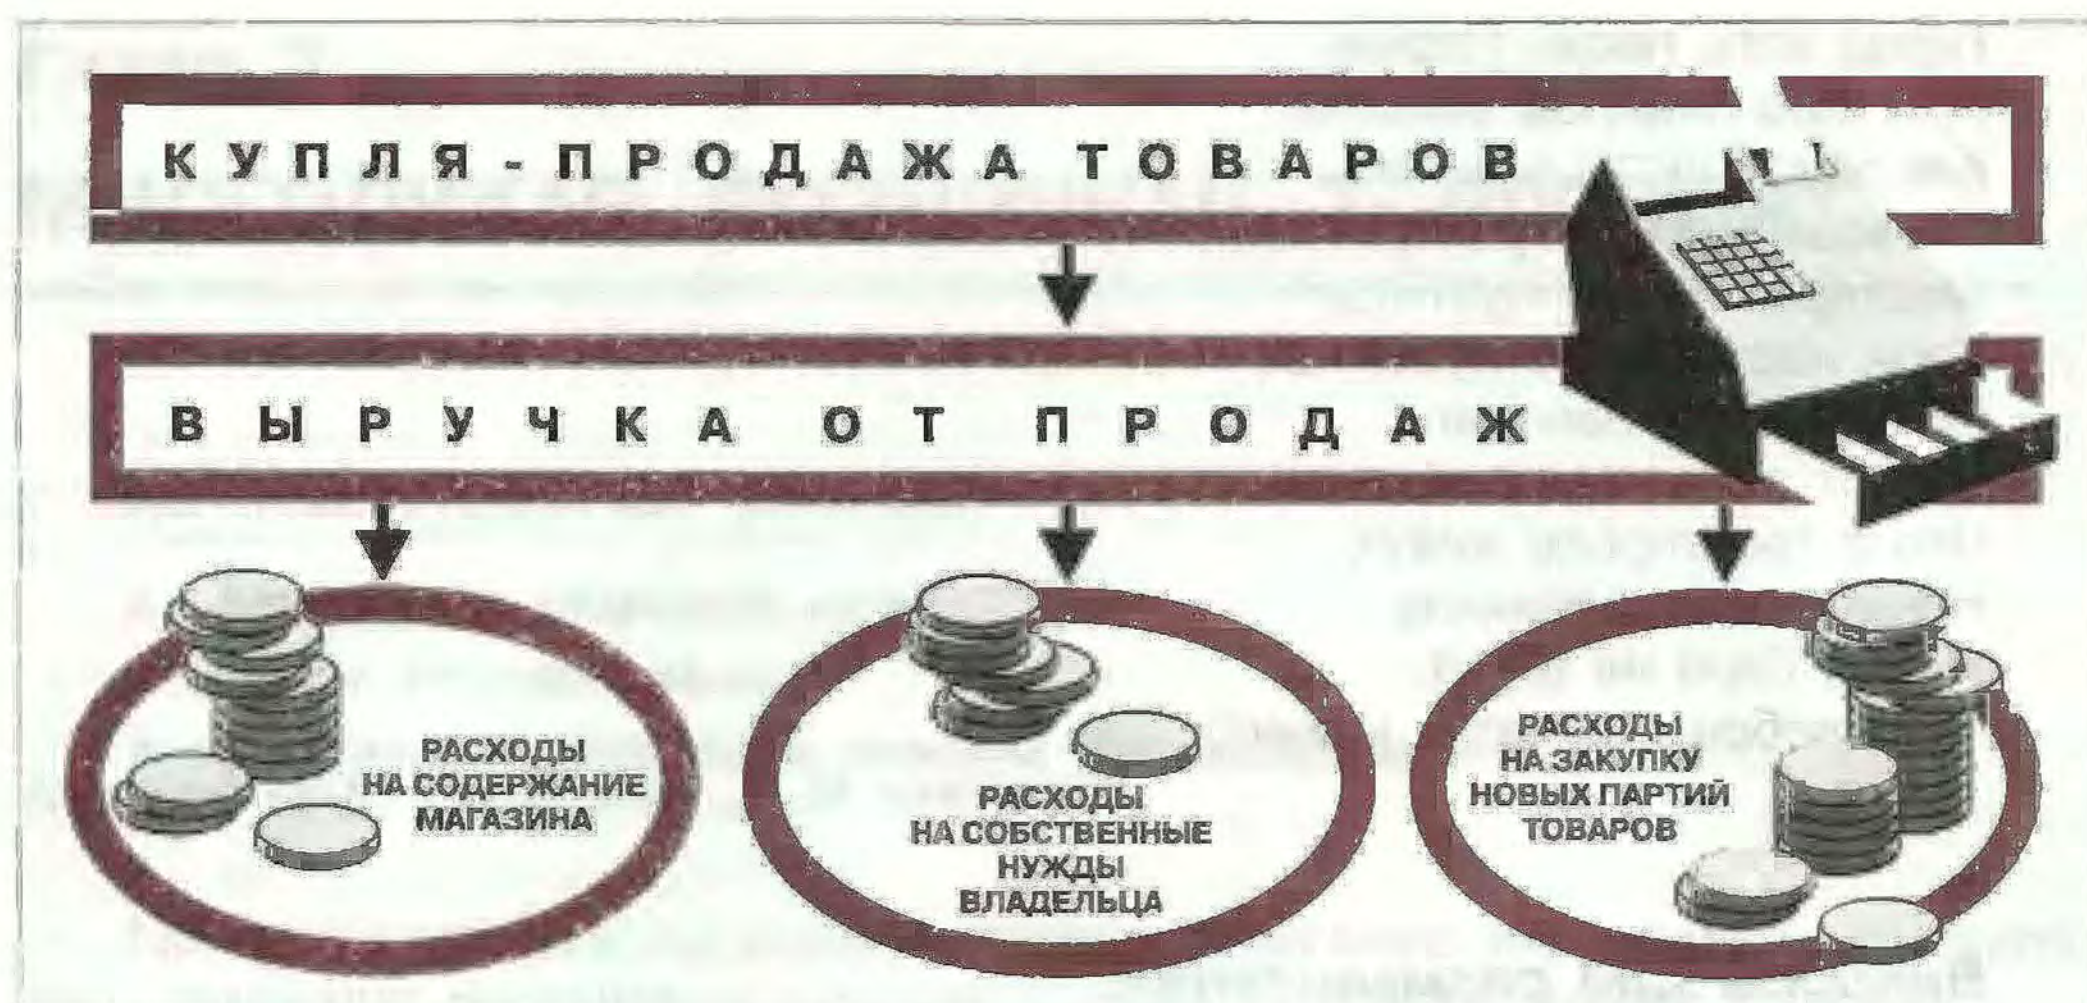 КУПЛЯ-ПРОДАЖА ТОВАРОВ
ВЫРУЧКА ОТ ПРОДАЖ
РАСХОДЫ
НА СОДЕРЖАНИЕ
МАГАЗИНА
РАСХОДЫ
НА СОБСТВЕННЫЕ
НУЖДЫ
ВЛАДЕЛЬЦА
РАСХОДЫ
НА ЗАКУПКУ
НОВЫХ ПАРТИЙ
ТОВАРОВ